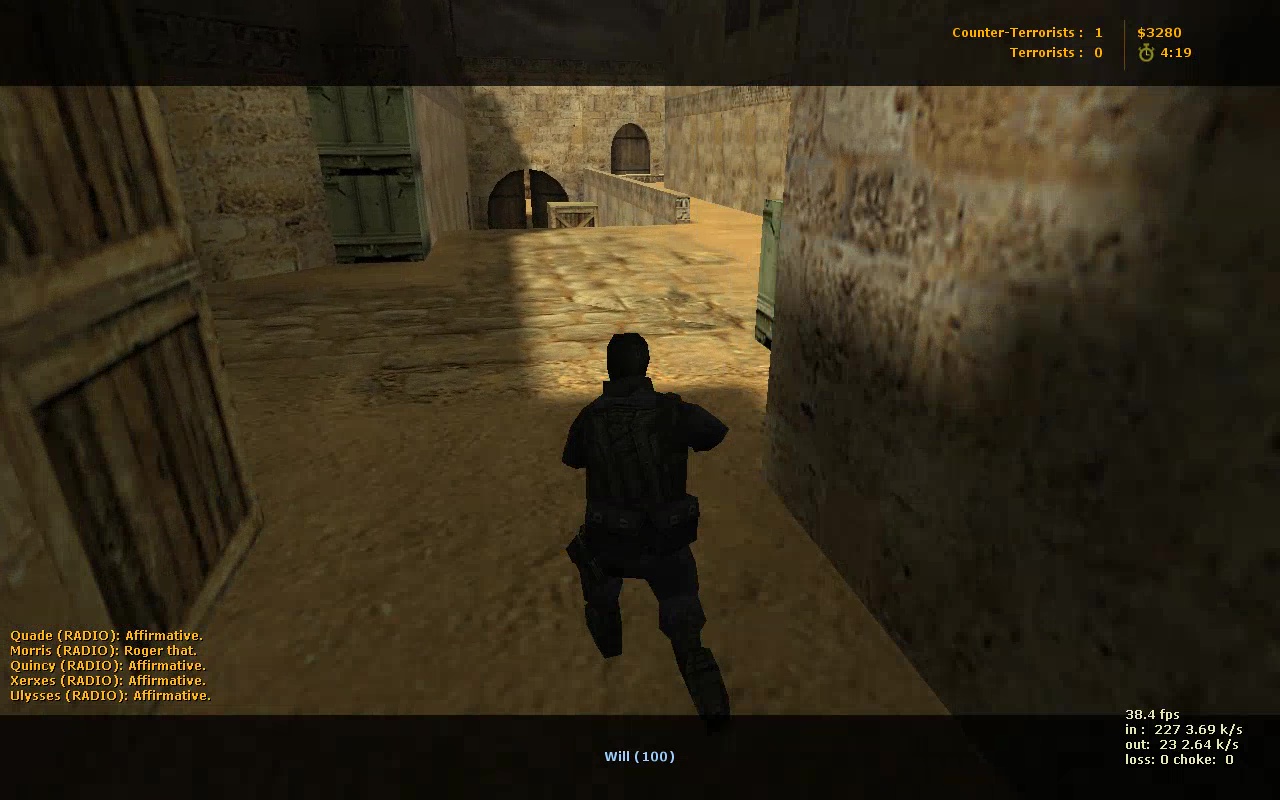 Counter-Terrorists : 1 $3280
Terrorists : 0 4:19
Quade (RADIO): Affirmative.
Morris (RADIO): Roger that.
Quincy (RADIO): Affirmative.
Xerxes (RADIO): Affirmative.
Ulysses (RADIO): Affirmative.
38.4 fps
in : 227 3.69 k/s
out: 23 2.64 k/s
loss: 0 choke: 0
Will (100)